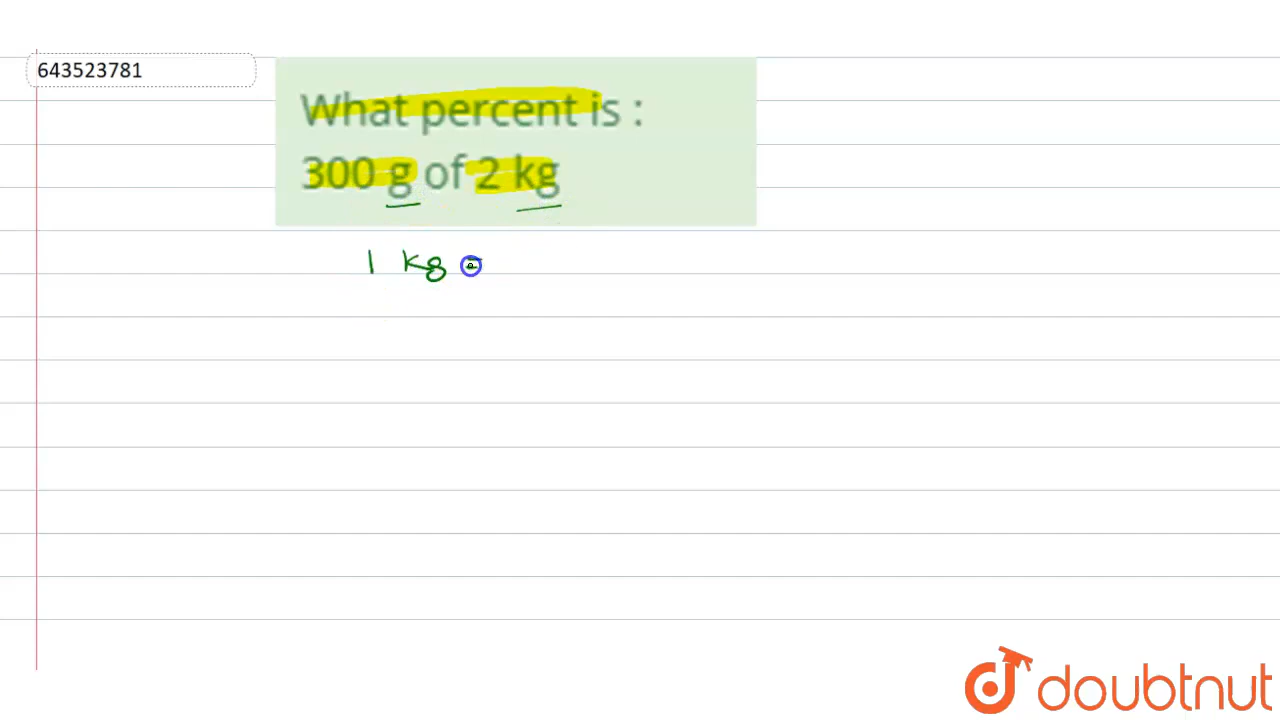 643523781
What percent is :
300 g of 2 kg
1 kg =
doubtnut